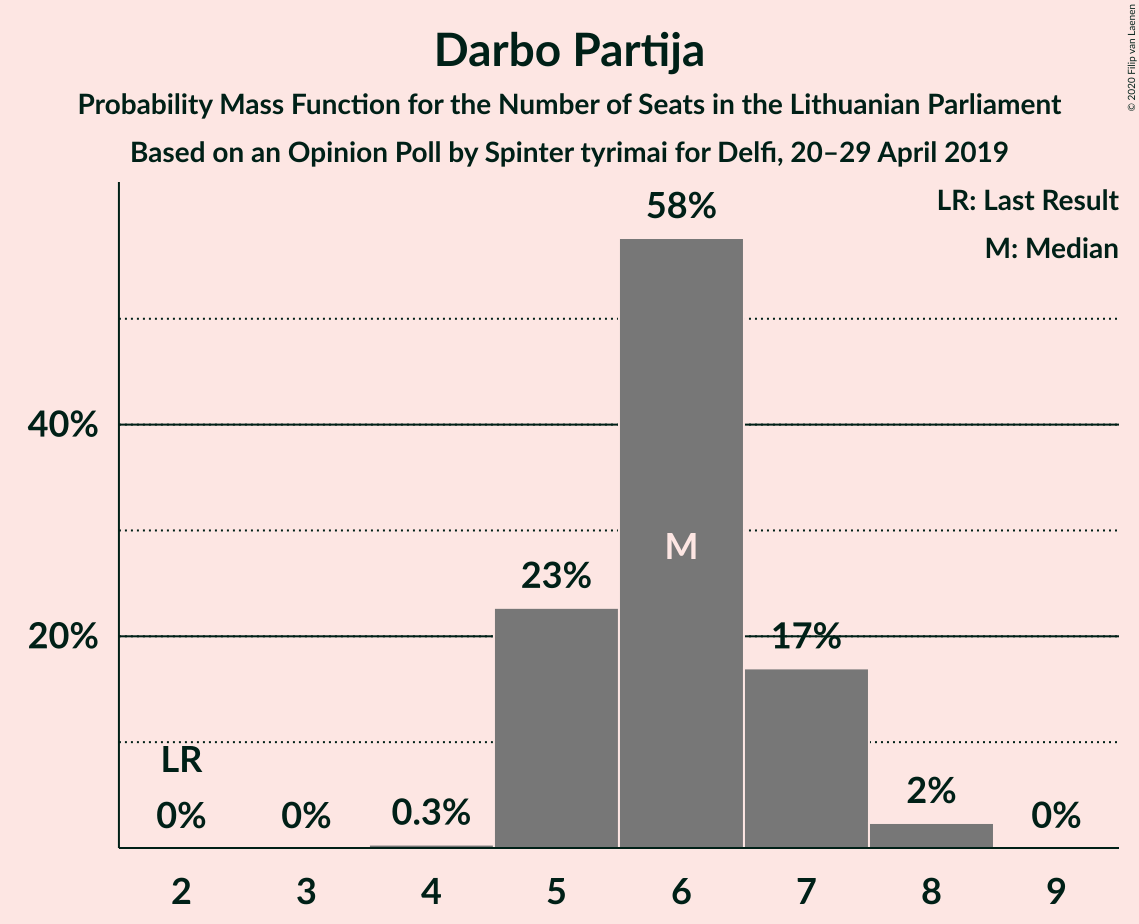 Darbo Partija
Probability Mass Function for the Number of Seats in the Lithuanian Parliament
Based on an Opinion Poll by Spinter tyrimai for Delfi, 20–29 April 2019
© 2020 Filip van Laenen
LR: Last Result
M: Median
58%
40%
M
23%
20%
17%
LR
0%
0%
0.3%
2%
0%
2 3 4 5 6 7 8 9